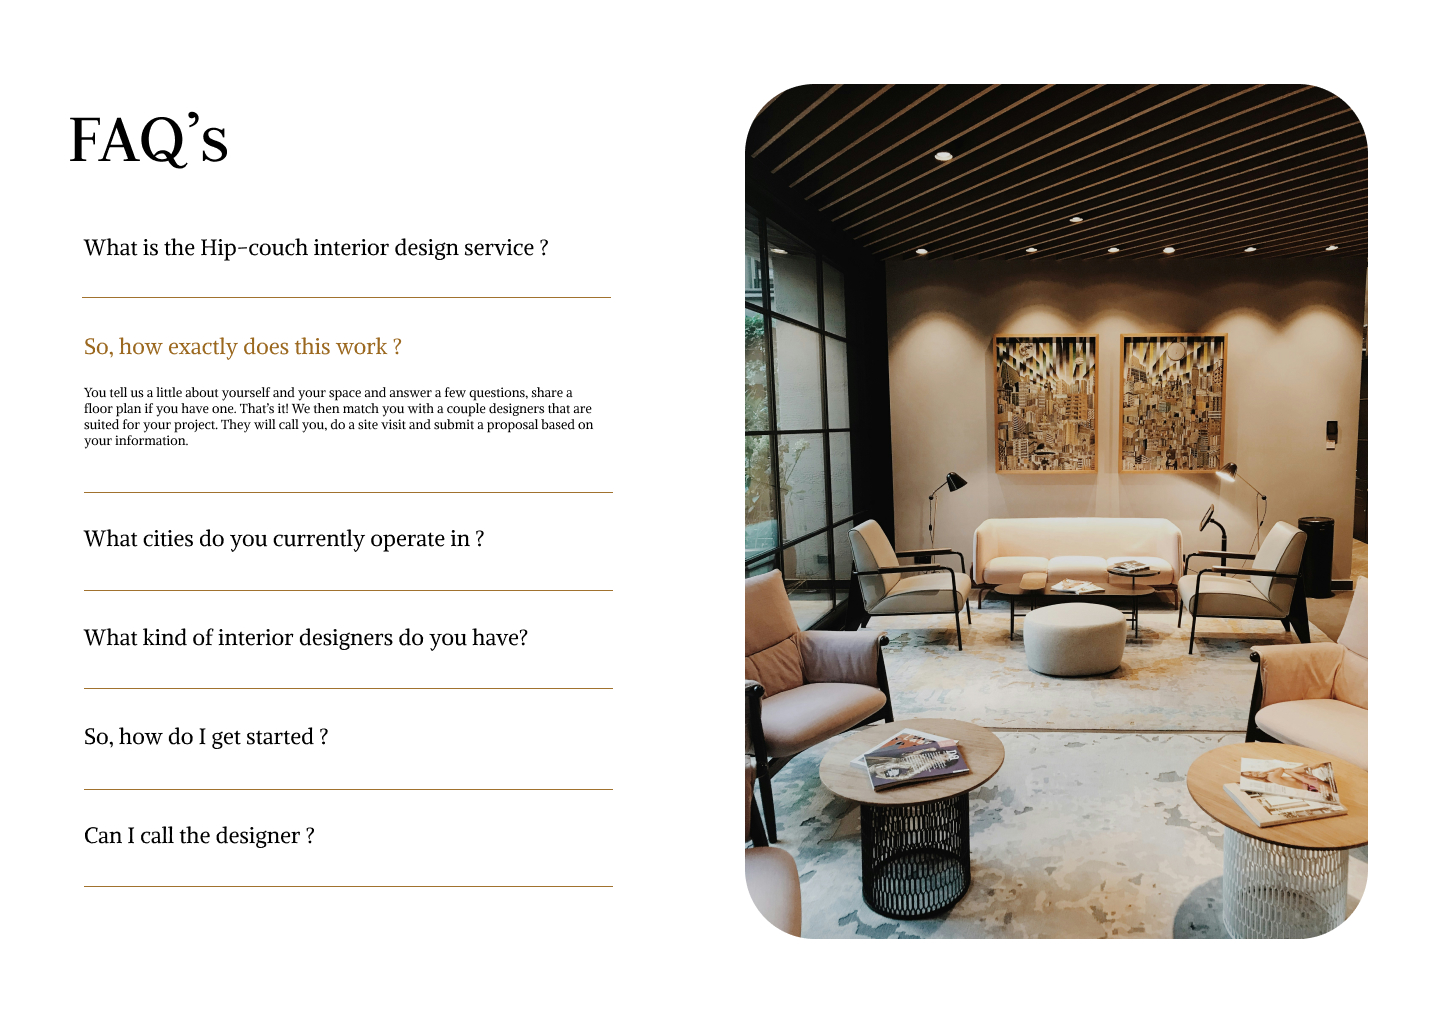 FAQ’s
What is the Hip-couch interior design service ?
So, how exactly does this work ?
You tell us a little about yourself and your space and answer a few questions, share a
floor plan if you have one. That’s it! We then match you with a couple designers that are
suited for your project. They will call you, do a site visit and submit a proposal based on
your information.
What cities do you currently operate in ?
What kind of interior designers do you have?
So, how do I get started ?
Can I call the designer ?